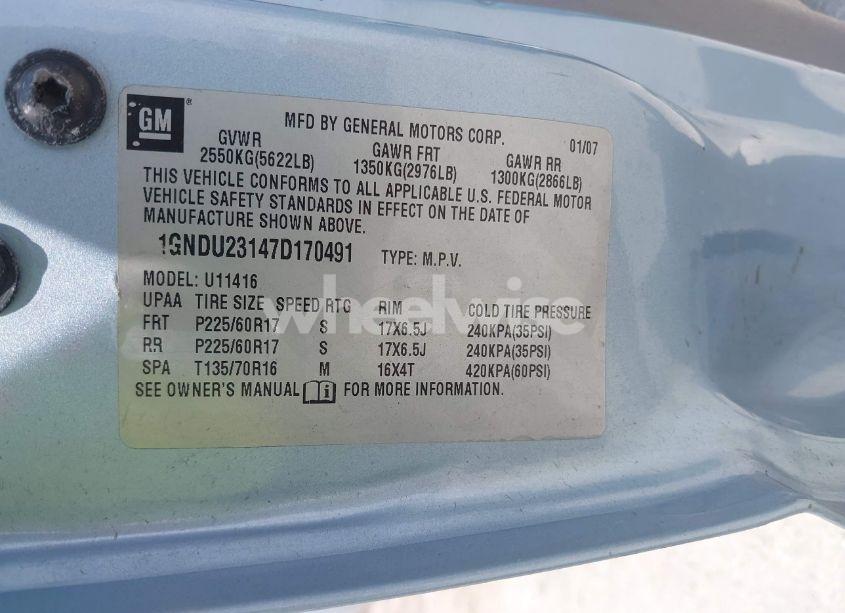 GM ®
MFD BY GENERAL MOTORS CORP. 01/07
GVWR GAWR FRT GAWR RR
2550KG(5622LB) 1350KG(2976LB) 1300KG(2866LB)
THIS VEHICLE CONFORMS TO ALL APPLICABLE U.S. FEDERAL MOTOR
VEHICLE SAFETY STANDARDS IN EFFECT ON THE DATE OF
MANUFACTURE SHOWN ABOVE.
1GNDU23147D170491 TYPE: M.P.V.
MODEL: U11416
UPAA TIRE SIZE SPEED RTG RIM COLD TIRE PRESSURE
FRT P225/60R17 S 17X6.5J 240KPA(35PSI)
RR P225/60R17 S 17X6.5J 240KPA(35PSI)
SPA T135/70R16 M 16X4T 420KPA(60PSI)
SEE OWNER'S MANUAL i FOR MORE INFORMATION.
wheelwire